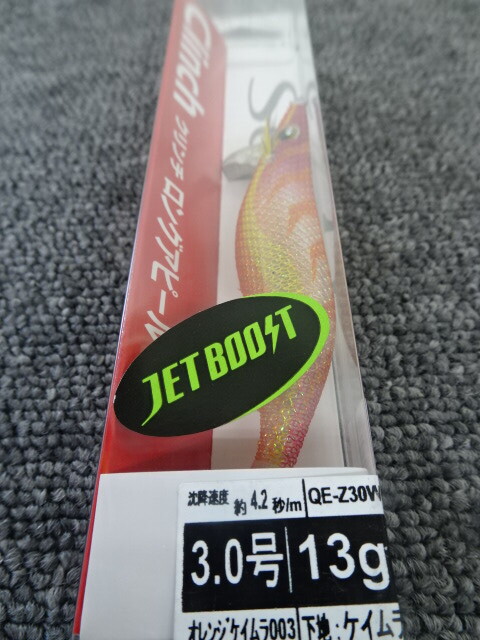 Clinch
クリンチ ロングアピール
JET BOOST
沈降速度 約 4.2 秒/m
QE-Z30W
3.0号
13g
オレンジケイムラ003
下地:ケイムラ